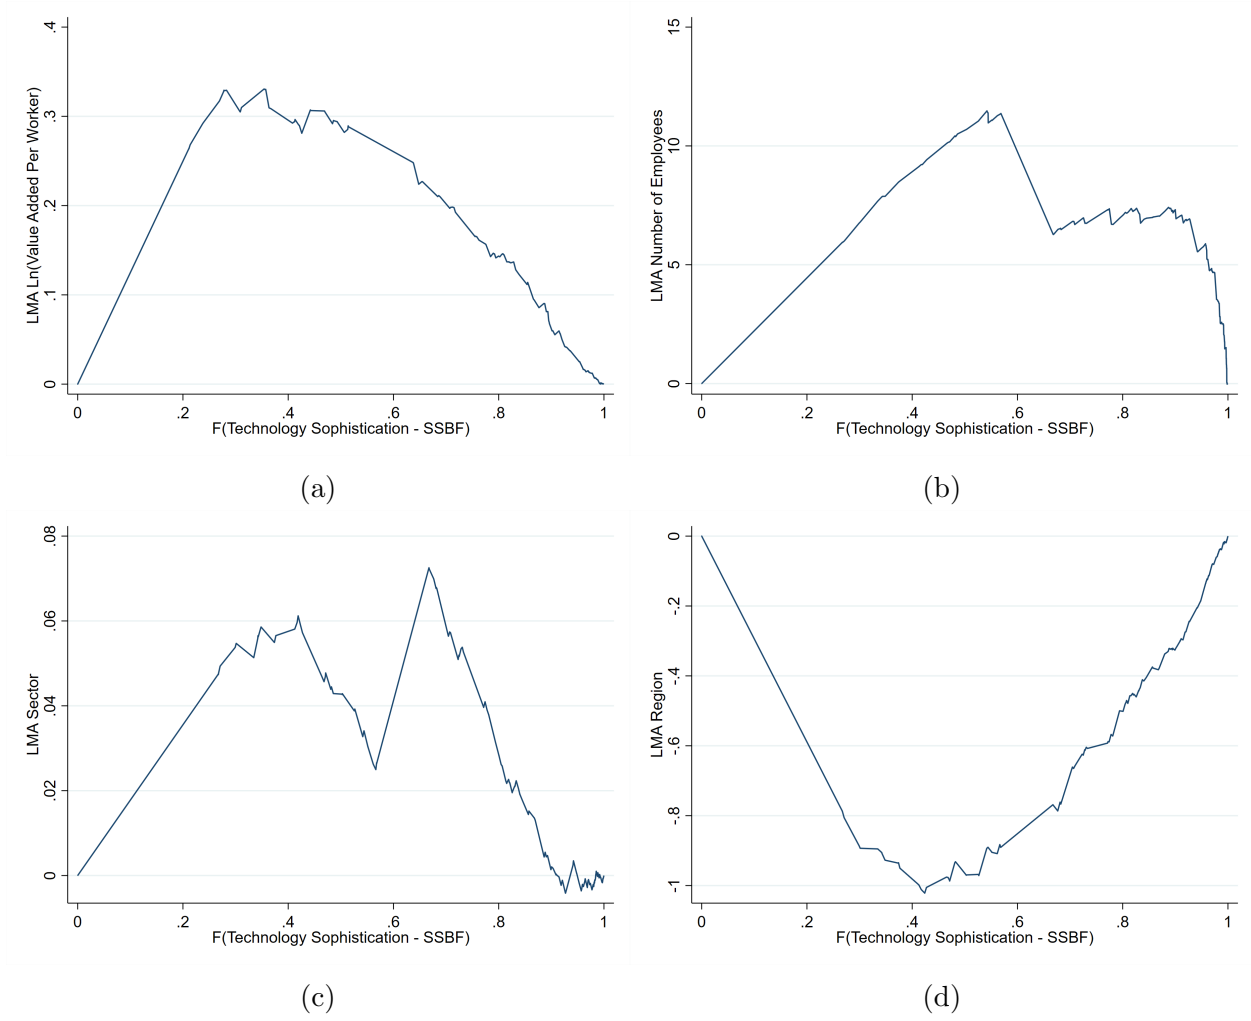 LMA Ln(Value Added Per Worker)
.4
.3
.2
.1
0
0 .2 .4 .6 .8 1
F(Technology Sophistication - SSBF)
(a)
LMA Number of Employees
15
10
5
0
0 .2 .4 .6 .8 1
F(Technology Sophistication - SSBF)
(b)
LMA Sector
.08
.06
.04
.02
0
0 .2 .4 .6 .8 1
F(Technology Sophistication - SSBF)
(c)
LMA Region
0
-.2
-.4
-.6
-.8
-1
0 .2 .4 .6 .8 1
F(Technology Sophistication - SSBF)
(d)